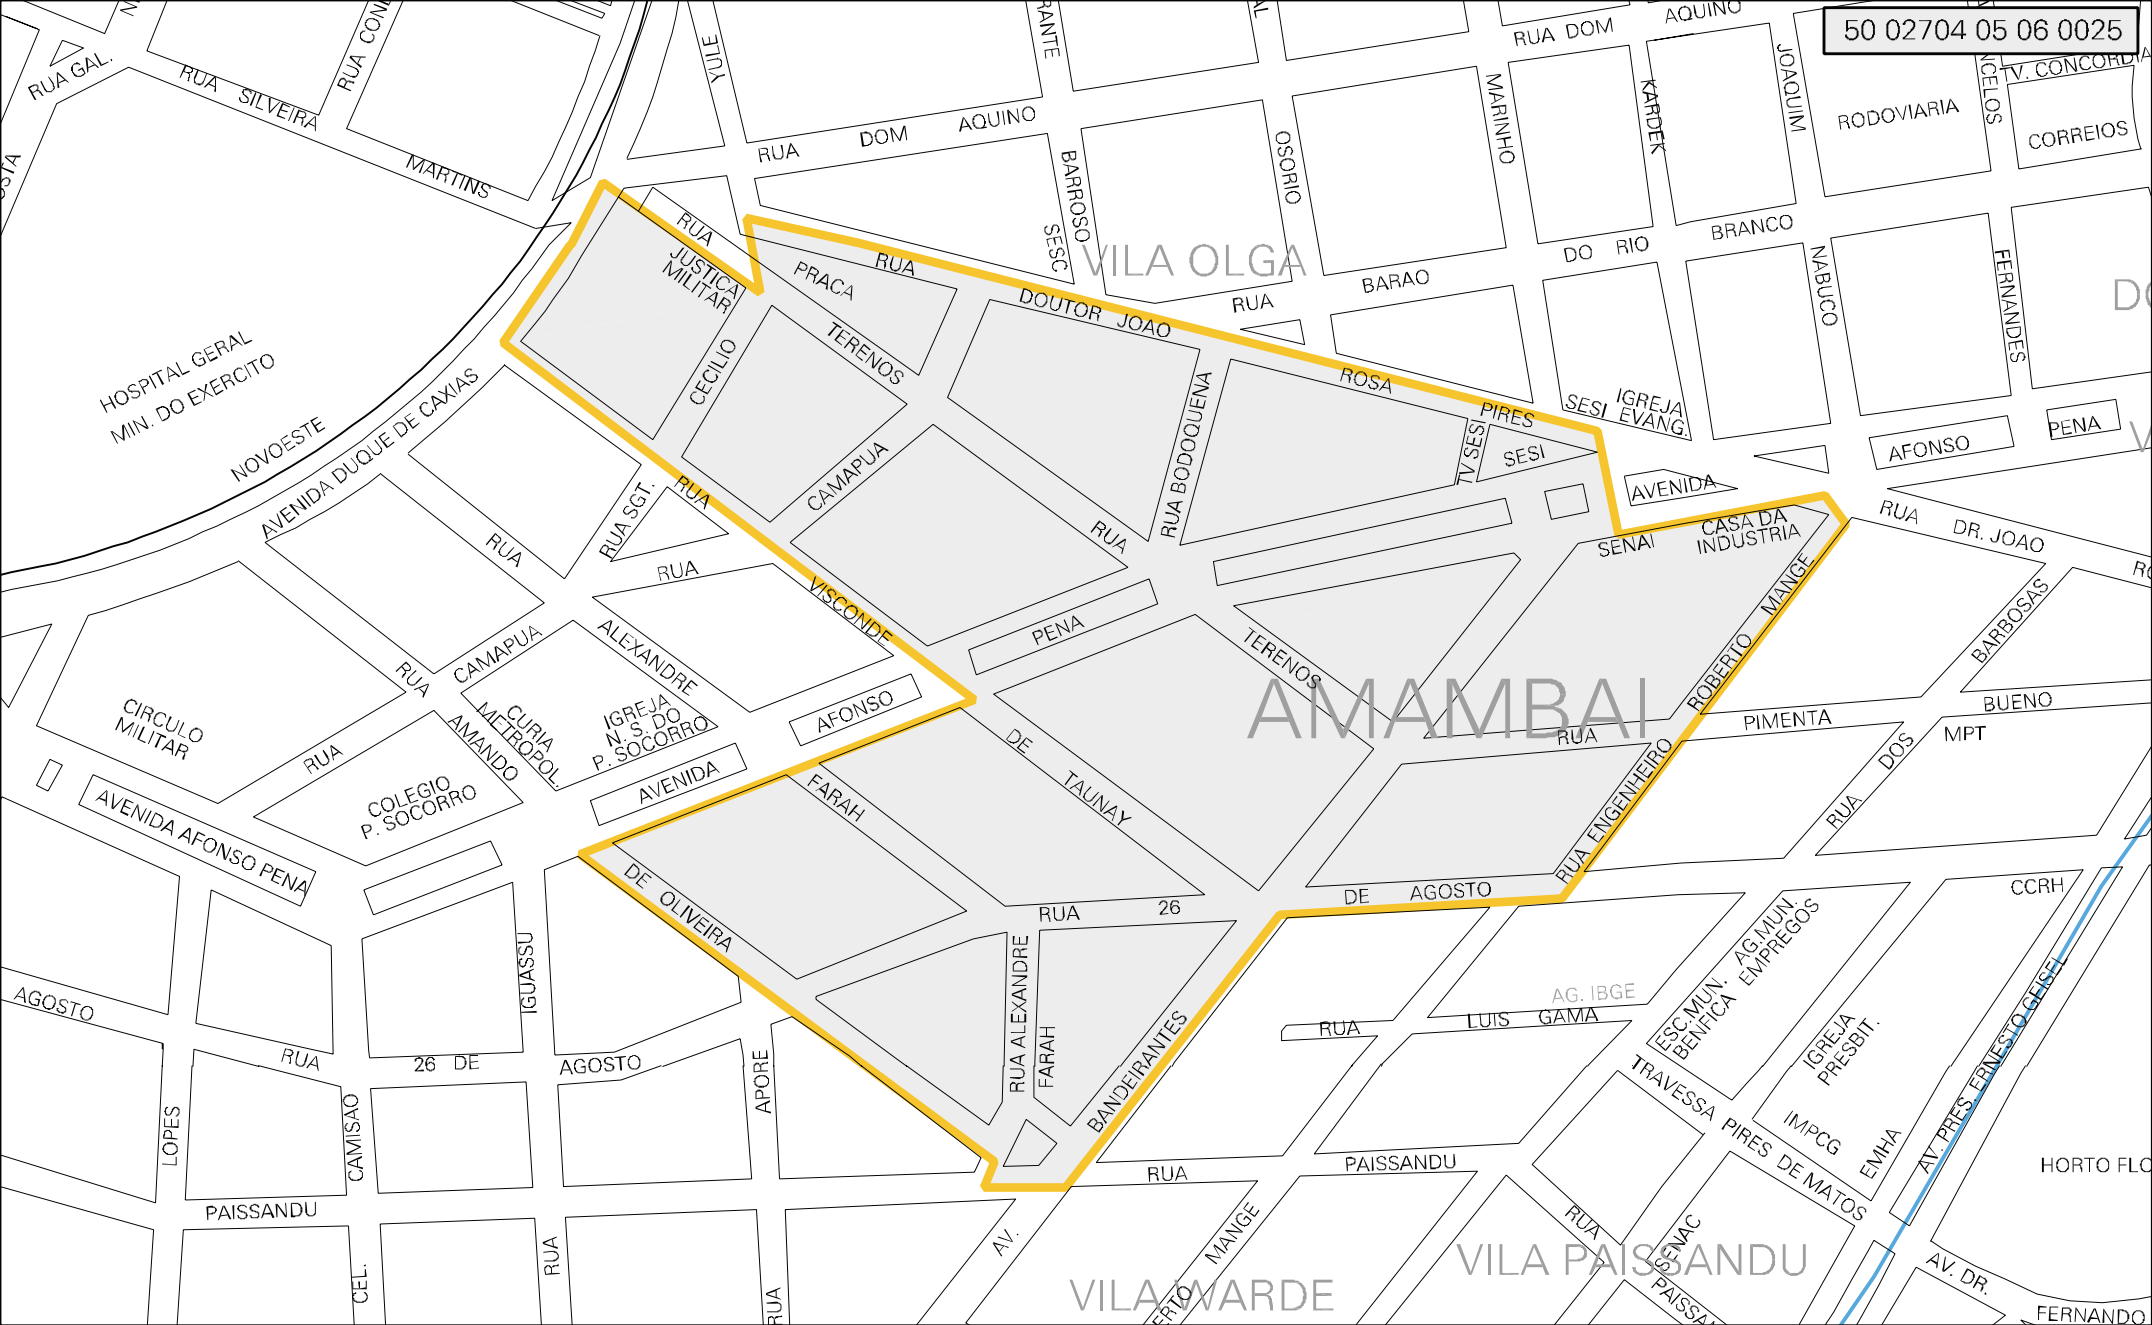 50 02704 05 06 0025
RUA GAL.
RUA SILVEIRA MARTINS
YULE
RANTE
RUA DOM AQUINO
TV. CONCORDIA
RODOVIARIA
CORREIOS
RUA DOM AQUINO
BARROSO
SESC
OSORIO
MARINHO
KARDEK
JOAQUIM
NABUCO
NCELOS
FERNANDES
VILA OLGA
RUA BARAO DO RIO BRANCO
RUA
JUSTICA
MILITAR
PRACA
TERENOS
RUA DOUTOR JOAO ROSA PIRES
CECILIO
RUA BODOQUENA
TV SESI
SESI
SESI
IGREJA
EVANG.
AVENIDA
AFONSO
PENA
HOSPITAL GERAL
MIN. DO EXERCITO
NOVOESTE
AVENIDA DUQUE DE CAXIAS
CAMAPUA
RUA
RUA SGT.
RUA
RUA
RUA
VISCONDE
SENAI
CASA DA
INDUSTRIA
RUA DR. JOAO
BARBOSAS
RUA ENGENHEIRO ROBERTO MANGE
PENA
TERENOS
AMAMBAI
ALEXANDRE
CAMAPUA
RUA
RUA
AMANDO
CIRCULO
MILITAR
CURIA
METROPOL.
IGREJA
N. S. DO
P. SOCORRO
AFONSO
AVENIDA
COLEGIO
P. SOCORRO
AVENIDA AFONSO PENA
DE TAUNAY
FARAH
RUA
PIMENTA
BUENO
MPT
RUA DOS
DE OLIVEIRA
RUA 26 DE AGOSTO
CCRH
IGUASSU
RUA ALEXANDRE
FARAH
BANDEIRANTES
AG. IBGE
RUA LUIS GAMA
AG.MUN.
EMPREGOS
ESC.MUN.
BENFICA
IGREJA
PRESBIT.
AV. PRES. ERNESTO GEISEL
AGOSTO
RUA 26 DE AGOSTO
LOPES
CAMISAO
APORE
TRAVESSA PIRES DE MATOS
IMPCG
EMHA
HORTO FLO
PAISSANDU
RUA PAISSANDU
CEL.
RUA
RUA
AV.
MANGE
RUA
SENAC
VILA WARDE
VILA PAISSANDU
AV. DR.
FERNANDO